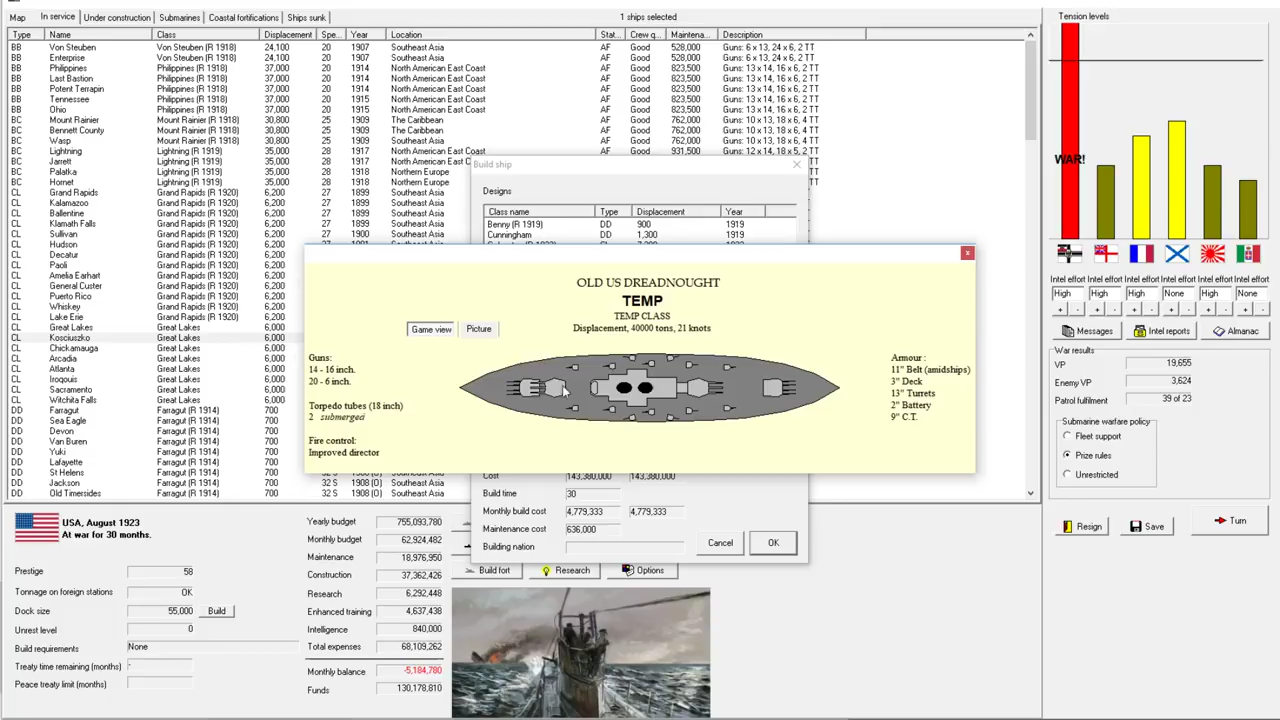 Map In service Under construction Submarines Coastal fortifications Ships sunk 1 ships selected
Type Name Class Displacement Spe... Year Location Stat... Crew q... Maintena... Description
BB Von Steuben Von Steuben (R 1918) 24,100 20 1907 Southeast Asia AF Good 528,000 Guns: 6 x 13, 24 x 6, 2 TT
BB Enterprise Von Steuben (R 1918) 24,100 20 1907 Southeast Asia AF Good 528,000 Guns: 6 x 13, 24 x 6, 2 TT
BB Philippines Philippines (R 1918) 37,000 20 1914 North American East Coast AF Good 823,500 Guns: 13 x 14, 16 x 6, 2 TT
BB Last Bastion Philippines (R 1918) 37,000 20 1914 North American East Coast AF Good 823,500 Guns: 13 x 14, 16 x 6, 2 TT
BB Potent Terrapin Philippines (R 1918) 37,000 20 1914 North American East Coast AF Good 823,500 Guns: 13 x 14, 16 x 6, 2 TT
BB Tennessee Philippines (R 1918) 37,000 20 1915 North American East Coast AF Good 823,500 Guns: 13 x 14, 16 x 6, 2 TT
BB Ohio Philippines (R 1918) 37,000 20 1915 North American East Coast AF Good 823,500 Guns: 13 x 14, 16 x 6, 2 TT
BC Mount Rainier Mount Rainier (R 1918) 30,800 25 1909 The Caribbean AF Good 762,000 Guns: 10 x 13, 18 x 6, 4 TT
BC Bennett County Mount Rainier (R 1918) 30,800 25 1909 The Caribbean AF Good 762,000 Guns: 10 x 13, 18 x 6, 4 TT
BC Wasp Mount Rainier (R 1918) 30,800 25 1909 Southeast Asia AF Good 762,000 Guns: 10 x 13, 18 x 6, 4 TT
BC Lightning Lightning (R 1919) 35,000 28 1917 North American East Coast AF Good 931,500 Guns: 12 x 14, 18 x 5, 2 TT
BC Jarrett Lightning (R 1919) 35,000 28 1917 Northern Europe
BC Palatka Lightning (R 1919) 35,000 28 1918 Northern Europe
BC Hornet Lightning (R 1919) 35,000 28 1918 Northern Europe
CL Grand Rapids Grand Rapids (R 1920) 6,200 27 1899 Southeast Asia
CL Kalamazoo Grand Rapids (R 1920) 6,200 27 1899 Southeast Asia
CL Ballentine Grand Rapids (R 1920) 6,200 27 1899 Southeast Asia
CL Klamath Falls Grand Rapids (R 1920) 6,200 27 1899 Southeast Asia
CL Sullivan Grand Rapids (R 1920) 6,200 27 1899 Southeast Asia
CL Hudson Grand Rapids (R 1920) 6,200
CL Decatur Grand Rapids (R 1920) 6,200
CL Paoli Grand Rapids (R 1920) 6,200
CL Amelia Earhart Grand Rapids (R 1920) 6,200
CL General Custer Grand Rapids (R 1920) 6,200
CL Puerto Rico Grand Rapids (R 1920) 6,200
CL Whiskey Grand Rapids (R 1920) 6,200
CL Lake Erie Grand Rapids (R 1920) 6,200
CL Great Lakes Great Lakes 6,000
CL Kosciuszko Great Lakes 6,000
CL Chickamauga Great Lakes 6,000
CL Arcadia Great Lakes 6,000
CL Atlanta Great Lakes 6,000
CL Iroqouis Great Lakes 6,000
CL Sacramento Great Lakes 6,000
CL Witchita Falls Great Lakes 6,000
DD Farragut Farragut (R 1914) 700
DD Sea Eagle Farragut (R 1914) 700
DD Devon Farragut (R 1914) 700
DD Van Buren Farragut (R 1914) 700
DD Yuki Farragut (R 1914) 700
DD Lafayette Farragut (R 1914) 700
DD St Helens Farragut (R 1914) 700
DD Jackson Farragut (R 1914) 700 32 S 1908 (O) Southeast Asia
DD Old Timersides Farragut (R 1914) 700 32 S 1908 (O) Southeast Asia
Build ship
Designs
Class name Type Displacement Year
Benny (R 1919) DD 900 1919
Cunningham DD 1,300 1919
OLD US DREADNOUGHT
TEMP
TEMP CLASS
Displacement, 40000 tons, 21 knots
Game view Picture
Guns:
14 - 16 inch.
20 - 6 inch.
Torpedo tubes (18 inch)
2 submerged
Fire control:
Improved director
Armour :
11" Belt (amidships)
3" Deck
13" Turrets
2" Battery
9" C.T.
Cost 143,380,000 143,380,000
Build time 30
Monthly build cost 4,779,333 4,779,333
Maintenance cost 636,000
Building nation
Cancel OK
Tension levels
WAR!
Intel effort Intel effort Intel effort Intel effort Intel effort Intel effort
High High High None High None
+ - + - + - + - + - + -
Messages Intel reports Almanac
War results
VP 19,655
Enemy VP 3,624
Patrol fulfilment 39 of 23
Submarine warfare policy
Fleet support
Prize rules
Unrestricted
Resign Save Turn
USA, August 1923
At war for 30 months.
Prestige 58
Tonnage on foreign stations OK
Dock size 55,000 Build
Unrest level 0
Build requirements None
Treaty time remaining (months) -
Peace treaty limit (months)
Yearly budget 755,093,780
Monthly budget 62,924,482
Maintenance 18,976,950
Construction 37,362,426
Research 6,292,448
Enhanced training 4,637,438
Intelligence 840,000
Total expenses 68,109,262
Monthly balance -5,184,780
Funds 130,178,810
Build fort Research Options